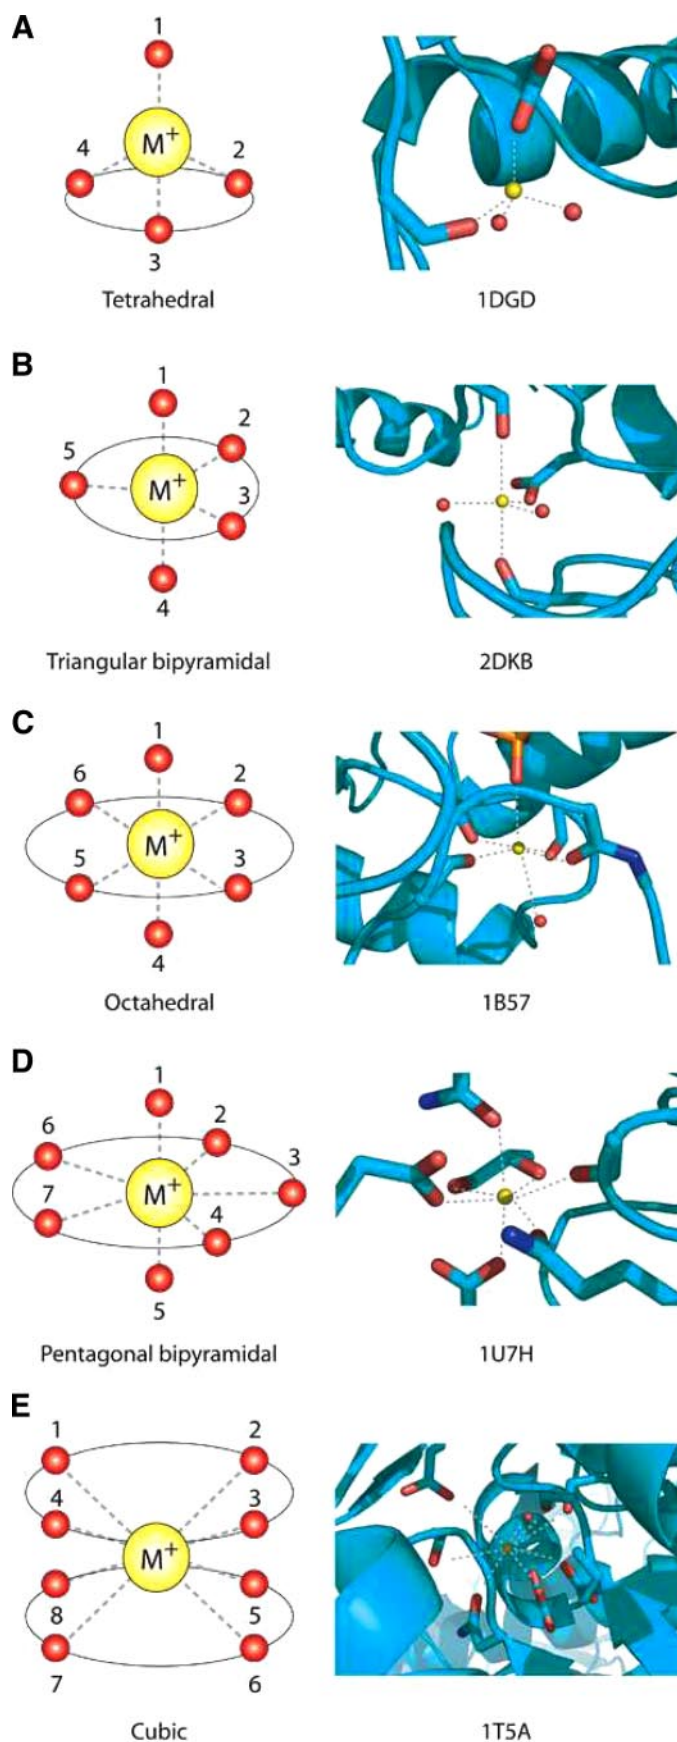 A
1
M+
4
2
3
Tetrahedral
1DGD
B
1
2
5
M+
3
4
Triangular bipyramidal
2DKB
C
1
6
2
M+
5
3
4
Octahedral
1B57
D
1
2
6
3
M+
7
4
5
Pentagonal bipyramidal
1U7H
E
1
2
4
3
M+
8
5
7
6
Cubic
1T5A